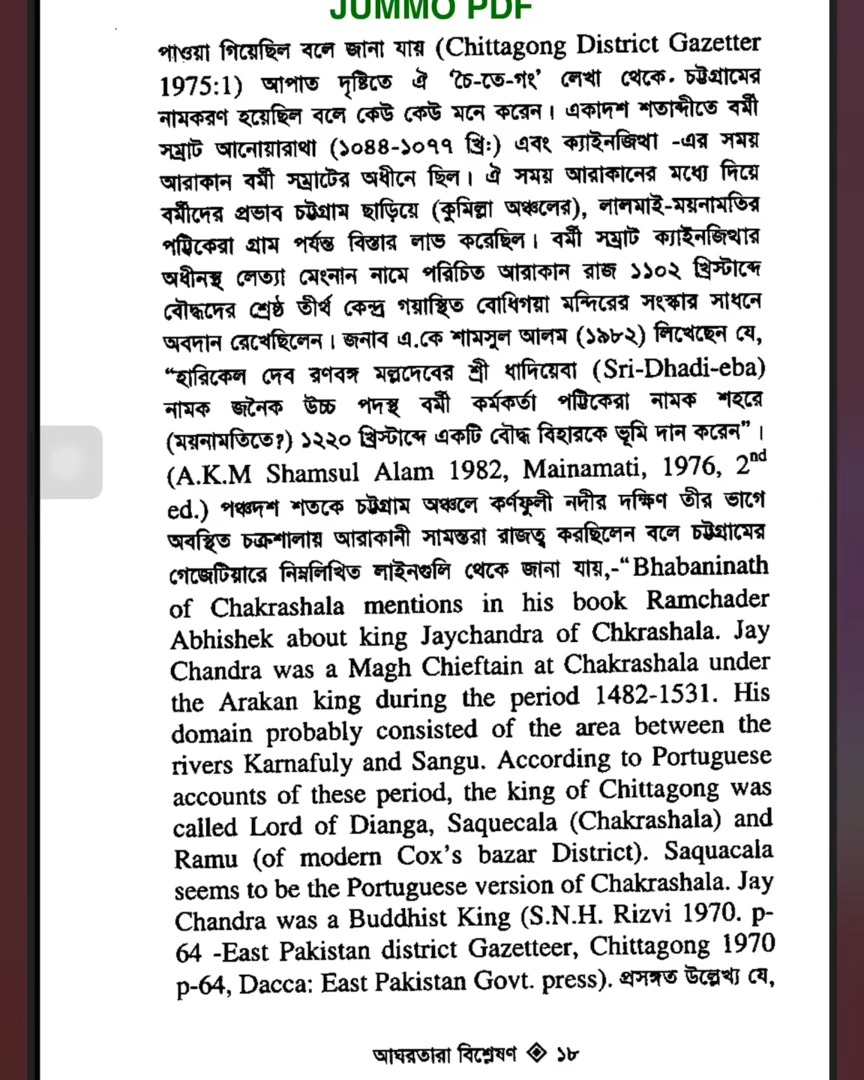 JUMMO PDF
পাওয়া গিয়েছিল বলে জানা যায় (Chittagong District Gazetter
1975:1) আপাত দৃষ্টিতে ঐ ‘চৈ-তে-গং’ লেখা থেকে. চট্টগ্রামের
নামকরণ হয়েছিল বলে কেউ কেউ মনে করেন। একাদশ শতাব্দীতে বর্মী
সম্রাট আনোয়ারাথা (১০৪৪-১০৭৭ খ্রি:) এবং ক্যাইনজিথা -এর সময়
আরাকান বর্মী সম্রাটের অধীনে ছিল। ঐ সময় আরাকানের মধ্যে দিয়ে
বর্মীদের প্রভাব চট্টগ্রাম ছাড়িয়ে (কুমিল্লা অঞ্চলের), লালমাই-ময়নামতির
পট্টিকেরা গ্রাম পর্যন্ত বিস্তার লাভ করেছিল। বর্মী সম্রাট ক্যাইনজিথার
অধীনস্থ লেত্যা মেংনান নামে পরিচিত আরাকান রাজ ১১০২ খ্রিস্টাব্দে
বৌদ্ধদের শ্রেষ্ঠ তীর্থ কেন্দ্র গয়াস্থিত বোধিগয়া মন্দিরের সংস্কার সাধনে
অবদান রেখেছিলেন। জনাব এ.কে শামসুল আলম (১৯৮২) লিখেছেন যে,
“হারিকেল দেব রণবঙ্গ মল্লদেবের শ্রী ধাদিয়েবা (Sri-Dhadi-eba)
নামক জনৈক উচ্চ পদস্থ বর্মী কর্মকর্তা পট্টিকেরা নামক শহরে
(ময়নামতিতে?) ১২২০ খ্রিস্টাব্দে একটি বৌদ্ধ বিহারকে ভূমি দান করেন”।
(A.K.M Shamsul Alam 1982, Mainamati, 1976, 2nd
ed.) পঞ্চদশ শতকে চট্টগ্রাম অঞ্চলে কর্ণফুলী নদীর দক্ষিণ তীর ভাগে
অবস্থিত চক্রশালায় আরাকানী সামন্তরা রাজত্ব করছিলেন বলে চট্টগ্রামের
গেজেটিয়ারে নিম্নলিখিত লাইনগুলি থেকে জানা যায়,-“Bhabaninath
of Chakrashala mentions in his book Ramchader
Abhishek about king Jaychandra of Chkrashala. Jay
Chandra was a Magh Chieftain at Chakrashala under
the Arakan king during the period 1482-1531. His
domain probably consisted of the area between the
rivers Karnafuly and Sangu. According to Portuguese
accounts of these period, the king of Chittagong was
called Lord of Dianga, Saquecala (Chakrashala) and
Ramu (of modern Cox’s bazar District). Saquacala
seems to be the Portuguese version of Chakrashala. Jay
Chandra was a Buddhist King (S.N.H. Rizvi 1970. p-
64 -East Pakistan district Gazetteer, Chittagong 1970
p-64, Dacca: East Pakistan Govt. press). প্রসঙ্গত উল্লেখ্য যে,
আঘরতারা বিশ্লেষণ ◈ ১৮